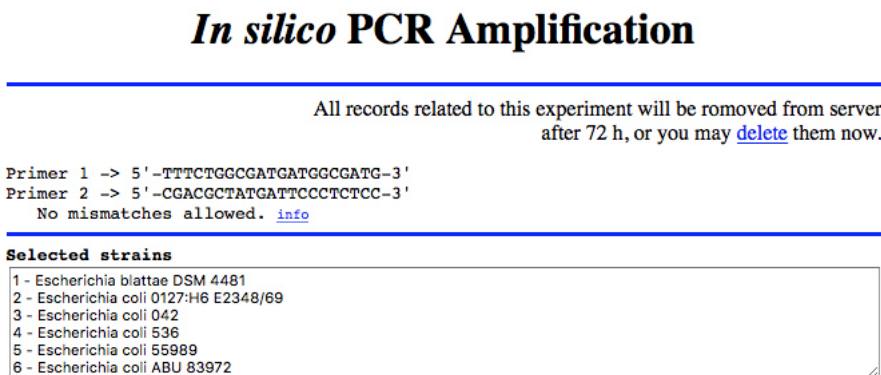 In silico PCR Amplification
All records related to this experiment will be romoved from server
after 72 h, or you may delete them now.
Primer 1 -> 5'-TTTCTGGCGATGATGGCGATG-3'
Primer 2 -> 5'-CGACGCTATGATTCCCTCTCC-3'
No mismatches allowed. info
Selected strains
1 - Escherichia blattae DSM 4481
2 - Escherichia coli 0127:H6 E2348/69
3 - Escherichia coli 042
4 - Escherichia coli 536
5 - Escherichia coli 55989
6 - Escherichia coli ABU 83972